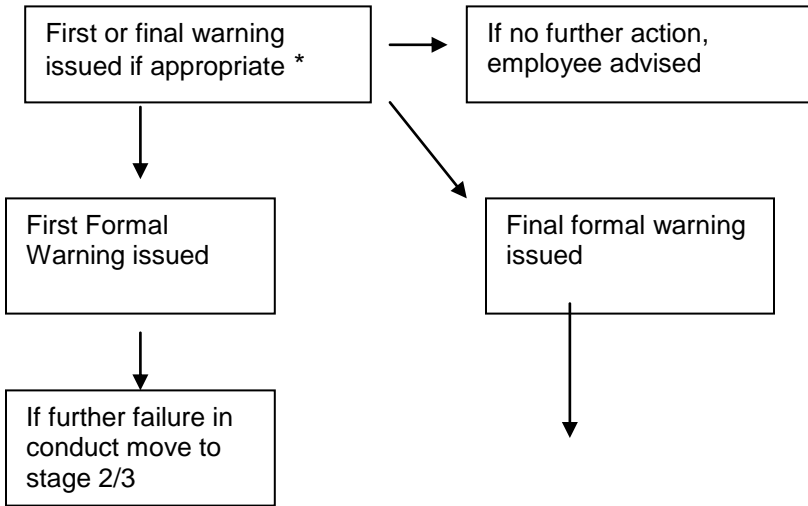 First or final warning
issued if appropriate *
If no further action,
employee advised
First Formal
Warning issued
Final formal warning
issued
If further failure in
conduct move to
stage 2/3